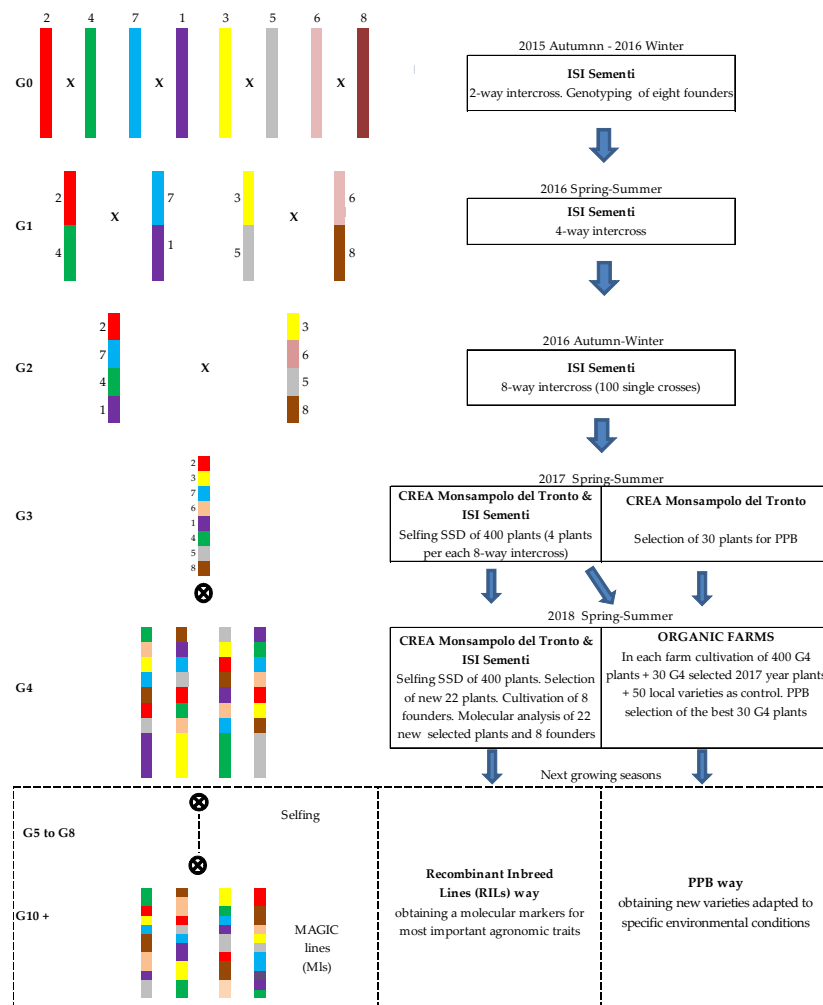 2 4 7 1 3 5 6 8
G0 X X X X
2015 Autumnn - 2016 Winter
ISI Sementi
2-way intercross. Genotyping of eight founders
2 7 3 6
G1 X X
4 1 5 8
2016 Spring-Summer
ISI Sementi
4-way intercross
2 3
7 6
G2 X
4 5
1 8
2016 Autumn-Winter
ISI Sementi
8-way intercross (100 single crosses)
G3
2
3
7
6
1
4
5
8
2017 Spring-Summer
CREA Monsampolo del Tronto &
ISI Sementi
Selfing SSD of 400 plants (4 plants
per each 8-way intercross)
CREA Monsampolo del Tronto
Selection of 30 plants for PPB
G4
2018 Spring-Summer
CREA Monsampolo del Tronto &
ISI Sementi
Selfing SSD of 400 plants. Selection
of new 22 plants. Cultivation of 8
founders. Molecular analysis of 22
new selected plants and 8 founders
ORGANIC FARMS
In each farm cultivation of 400 G4
plants + 30 G4 selected 2017 year plants
+ 50 local varieties as control. PPB
selection of the best 30 G4 plants
Next growing seasons
Selfing
G5 to G8
G10 +
MAGIC
lines
(Mls)
Recombinant Inbreed
Lines (RILs) way
obtaining a molecular markers for
most important agronomic traits
PPB way
obtaining new varieties adapted to
specific environmental conditions